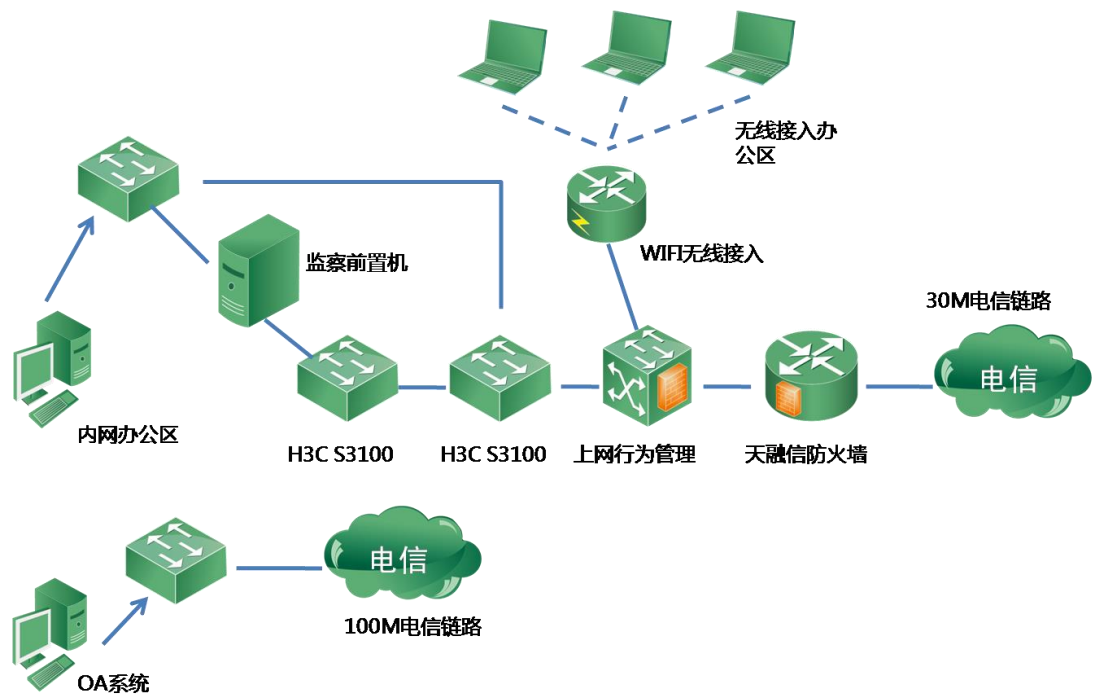 无线接入办
公区
监察前置机
WIFI无线接入
30M电信链路
电信
内网办公区
H3C S3100
H3C S3100
上网行为管理
天融信防火墙
电信
100M电信链路
OA系统